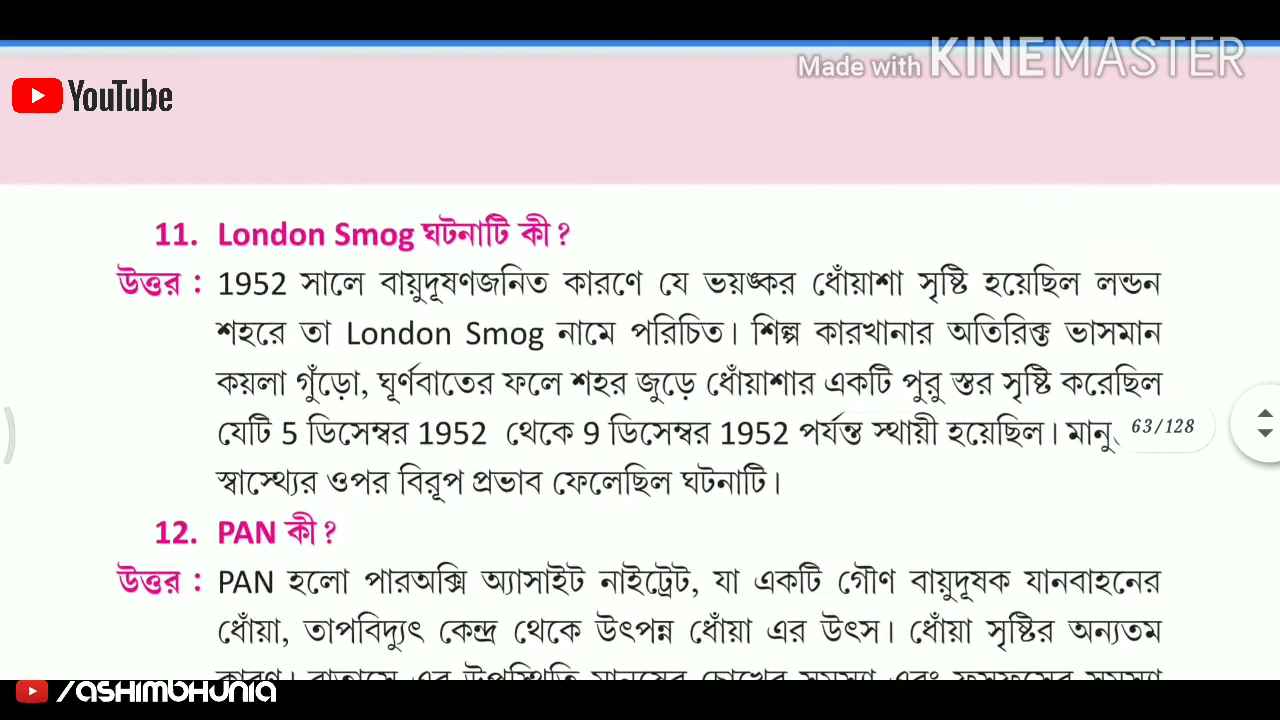 Made with KINEMASTER
YouTube
11. London Smog ঘটনাটি কী ?
উত্তর : 1952 সালে বায়ুদূষণজনিত কারণে যে ভয়ঙ্কর ধোঁয়াশা সৃষ্টি হয়েছিল লন্ডন
শহরে তা London Smog নামে পরিচিত। শিল্প কারখানার অতিরিক্ত ভাসমান
কয়লা গুঁড়ো, ঘূর্ণবাতের ফলে শহর জুড়ে ধোঁয়াশার একটি পুরু স্তর সৃষ্টি করেছিল
যেটি 5 ডিসেম্বর 1952 থেকে 9 ডিসেম্বর 1952 পর্যন্ত স্থায়ী হয়েছিল।
63/128
স্বাস্থ্যের ওপর বিরূপ প্রভাব ফেলেছিল ঘটনাটি।
12. PAN কী ?
উত্তর : PAN হলো পারঅক্সি অ্যাসাইট নাইট্রেট, যা একটি গৌণ বায়ুদূষক যানবাহনের
ধোঁয়া, তাপবিদ্যুৎ কেন্দ্র থেকে উৎপন্ন ধোঁয়া এর উৎস। ধোঁয়া সৃষ্টির অন্যতম
/ASHIMBHUNIA